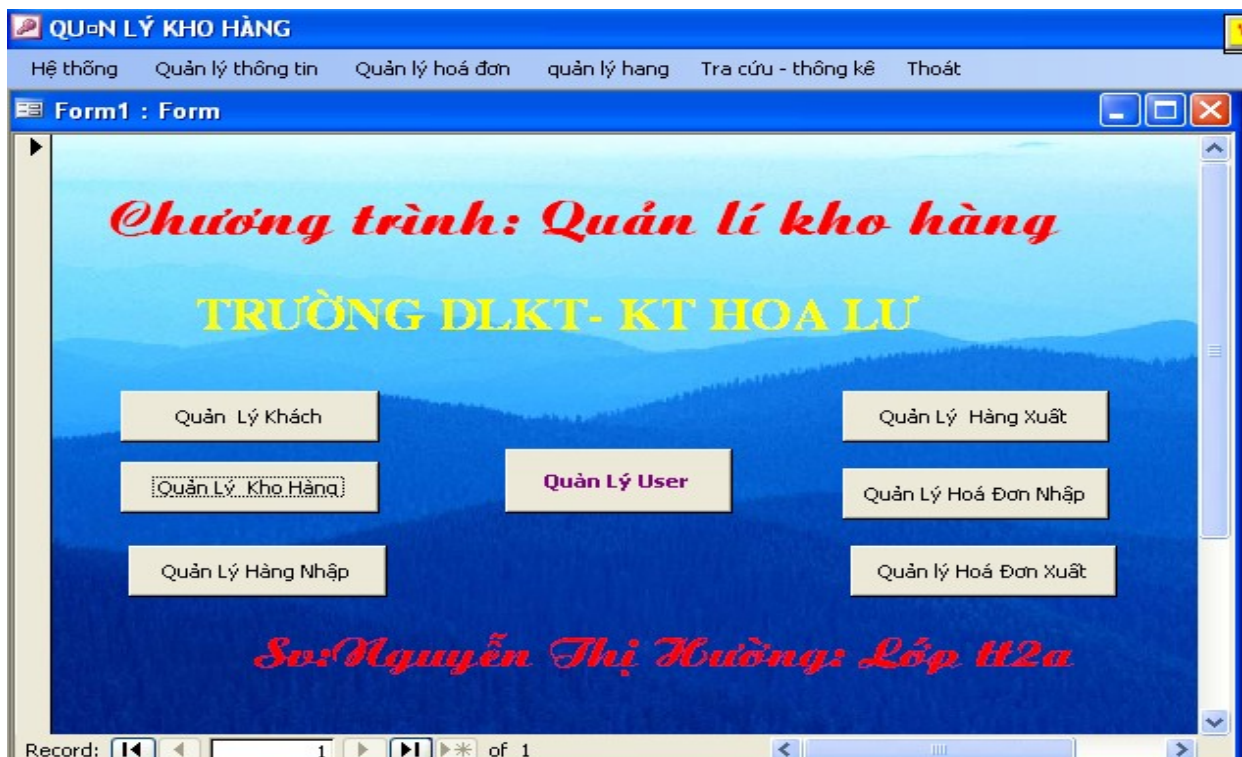 QU¤N LÝ KHO HÀNG
Hệ thống Quản lý thông tin Quản lý hoá đơn quản lý hang Tra cứu - thông kê Thoát
Form1 : Form
Chương trình: Quản lí kho hàng
TRƯỜNG DLKT- KT HOA LƯ
Quản Lý Khách
Quản Lý Hàng Xuất
Quản Lý Kho Hàng
Quản Lý User
Quản Lý Hoá Đơn Nhập
Quản Lý Hàng Nhập
Quản lý Hoá Đơn Xuất
Sv:Nguyễn Thị Hường: Lớp tt2a
Record: 1 of 1